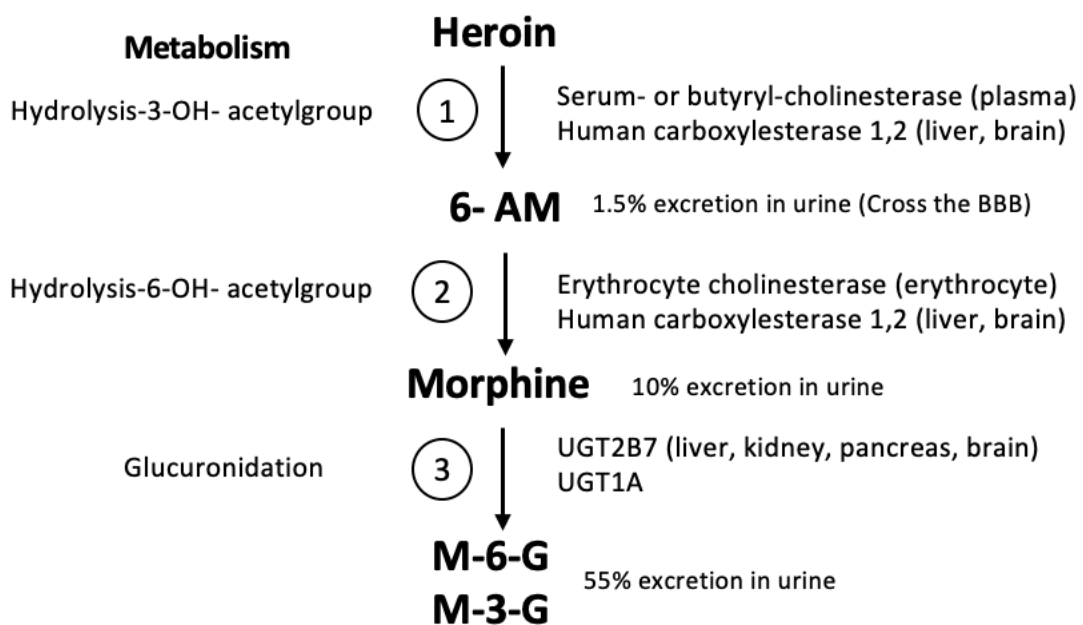 Metabolism
Heroin
Hydrolysis-3-OH- acetylgroup
1
Serum- or butyryl-cholinesterase (plasma)
Human carboxylesterase 1,2 (liver, brain)
6- AM
1.5% excretion in urine (Cross the BBB)
Hydrolysis-6-OH- acetylgroup
2
Erythrocyte cholinesterase (erythrocyte)
Human carboxylesterase 1,2 (liver, brain)
Morphine
10% excretion in urine
Glucuronidation
3
UGT2B7 (liver, kidney, pancreas, brain)
UGT1A
M-6-G
M-3-G
55% excretion in urine